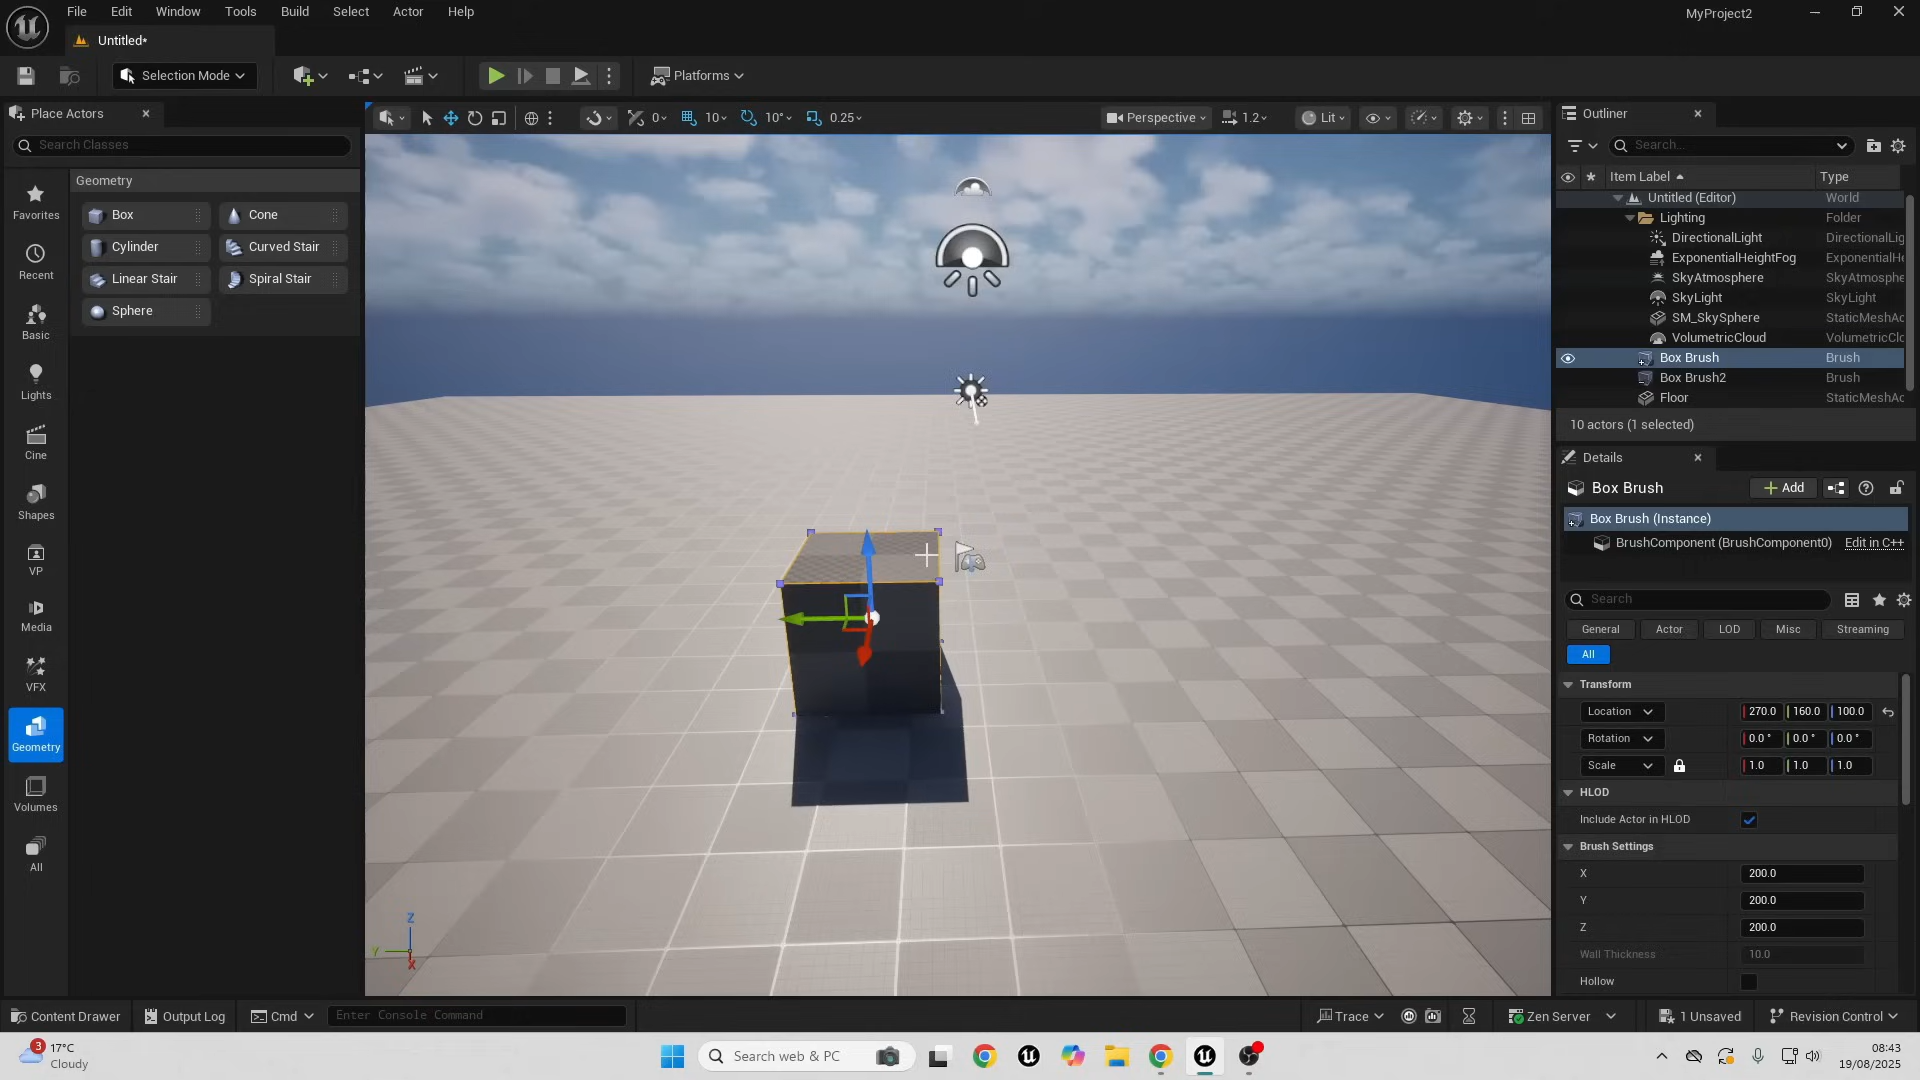 File Edit Window Tools Build Select Actor Help
MyProject2
Untitled*
Selection Mode
Platforms
Place Actors
Search Classes
Favorites
Recent
Basic
Lights
Cine
Shapes
VP
Media
VFX
Geometry
Volumes
All
Geometry
Box Cone
Cylinder Curved Stair
Linear Stair Spiral Stair
Sphere
0 10 10° 0.25
Perspective 1.2 Lit
Z
Y
X
Outliner
Search...
Item Label Type
Untitled (Editor) World
Lighting Folder
DirectionalLight DirectionalLig
ExponentialHeightFog ExponentialHe
SkyAtmosphere SkyAtmosphe
SkyLight SkyLight
SM_SkySphere StaticMeshAc
VolumetricCloud VolumetricClo
Box Brush Brush
Box Brush2 Brush
Floor StaticMeshAc
10 actors (1 selected)
Details
Box Brush
Add
Box Brush (Instance)
BrushComponent (BrushComponent0) Edit in C++
Search
General Actor LOD Misc Streaming
All
Transform
Location 270.0 160.0 100.0
Rotation 0.0 ° 0.0 ° 0.0 °
Scale 1.0 1.0 1.0
HLOD
Include Actor in HLOD
Brush Settings
X 200.0
Y 200.0
Z 200.0
Wall Thickness 10.0
Hollow
Content Drawer Output Log Cmd Enter Console Command
Trace Zen Server 1 Unsaved Revision Control
3
17°C
Cloudy
Search web & PC
08:43
19/08/2025